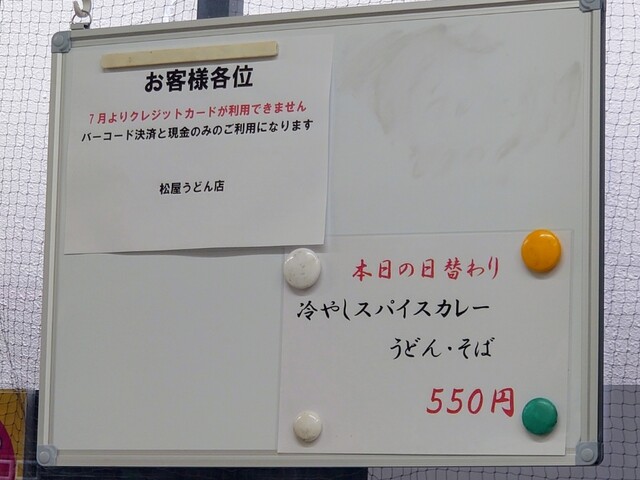 お客様各位
7月よりクレジットカードが利用できません
バーコード決済と現金のみのご利用になります
松屋うどん店
本日の日替わり
冷やしスパイスカレー
うどん・そば
550円